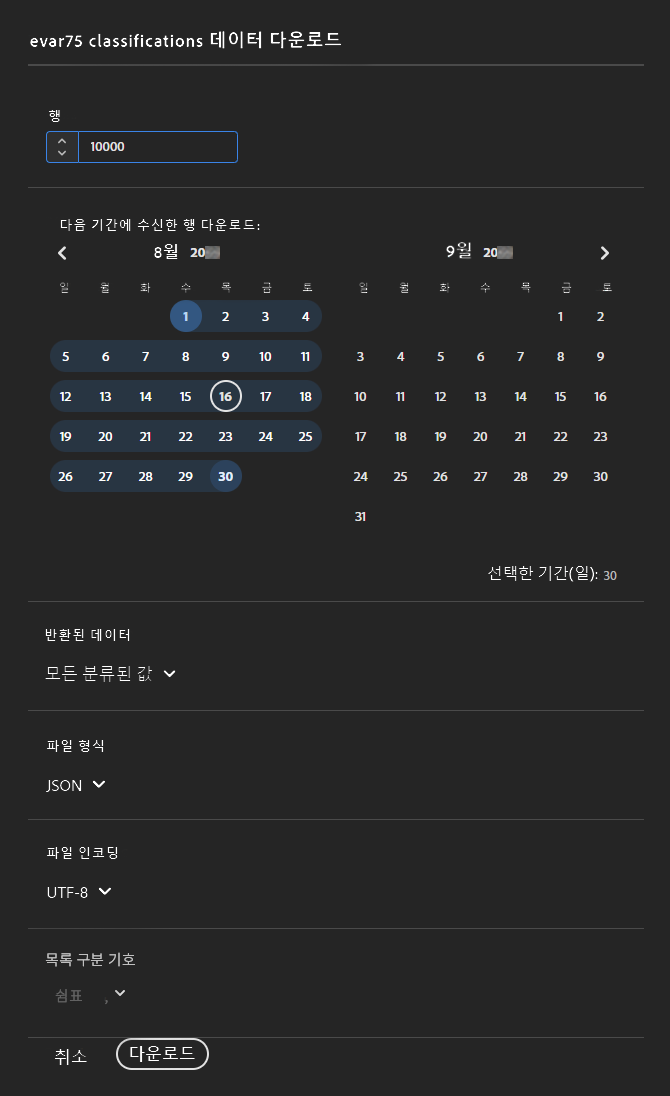 evar75 classifications 데이터 다운로드
행
10000
다음 기간에 수신한 행 다운로드:
8월 20
9월 20
일 월 화 수 목 금 토
일 월 화 수 목 금 토
1 2 3 4
1 2
5 6 7 8 9 10 11
3 4 5 6 7 8 9
12 13 14 15 16 17 18
10 11 12 13 14 15 16
19 20 21 22 23 24 25
17 18 19 20 21 22 23
26 27 28 29 30
24 25 26 27 28 29 30
31
선택한 기간(일): 30
반환된 데이터
모든 분류된 값
파일 형식
JSON
파일 인코딩
UTF-8
목록 구분 기호
쉼표 ,
취소
다운로드